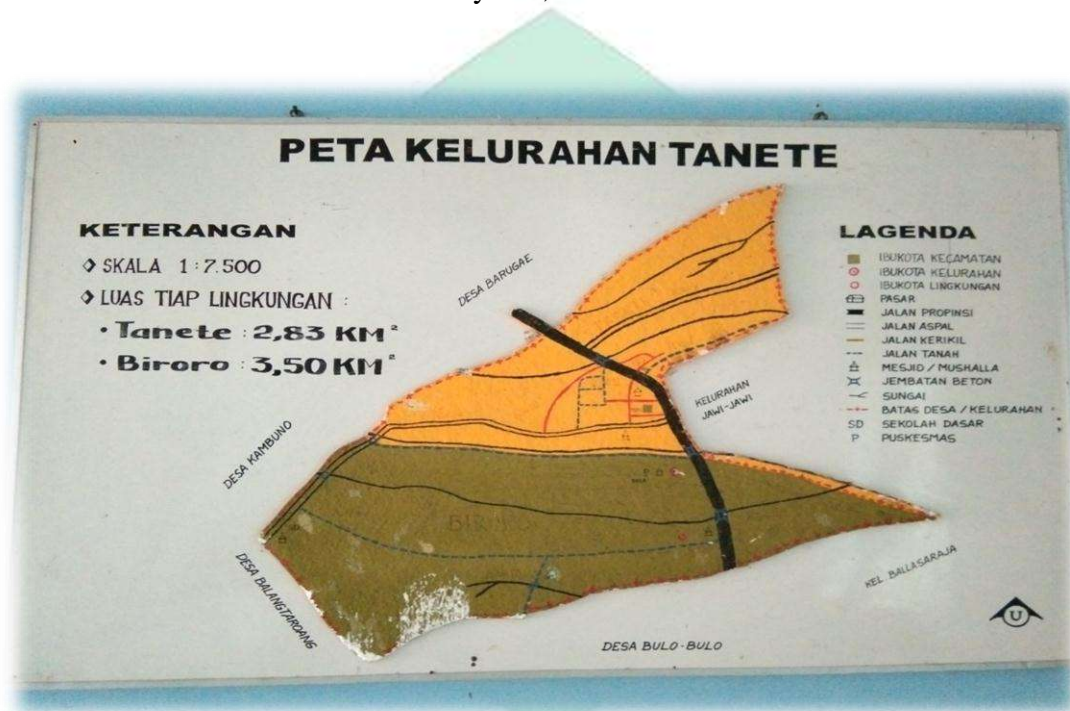 PETA KELURAHAN TANETE
KETERANGAN
SKALA 1:7.500
LUAS TIAP LINGKUNGAN :
• Tanete : 2,83 KM²
• Biroro : 3,50 KM²
DESA BARUGAE
KELURAHAN
JAWI-JAWI
DESA KAMBUNO
DESA BALANGTAROANG
DESA BULO-BULO
KEL BALLASARAJA
LAGENDA
IBUKOTA KECAMATAN
IBUKOTA KELURAHAN
IBUKOTA LINGKUNGAN
PASAR
JALAN PROPINSI
JALAN ASPAL
JALAN KERIKIL
JALAN TANAH
MESJID / MUSHALLA
JEMBATAN BETON
SUNGAI
BATAS DESA / KELURAHAN
SD SEKOLAH DASAR
P PUSKESMAS
U